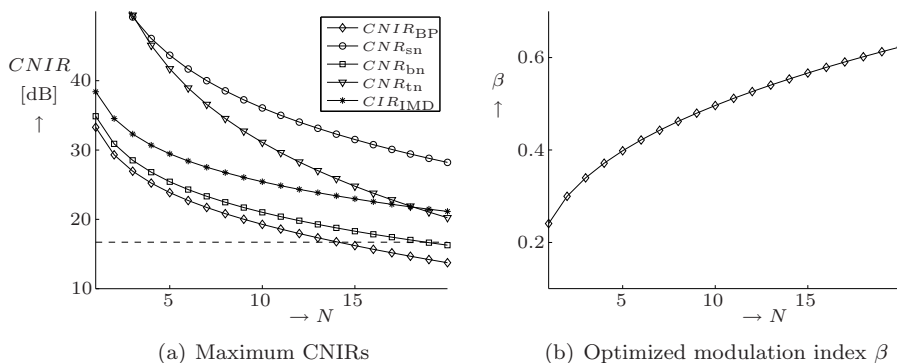 CNIR
[dB]
↑
40
30
20
10
5
10
15
→ N
CNIR_BP
CNR_sn
CNR_bn
CNR_tn
CIR_IMD
(a) Maximum CNIRs
β
↑
0.6
0.4
0.2
5
10
15
→ N
(b) Optimized modulation index β